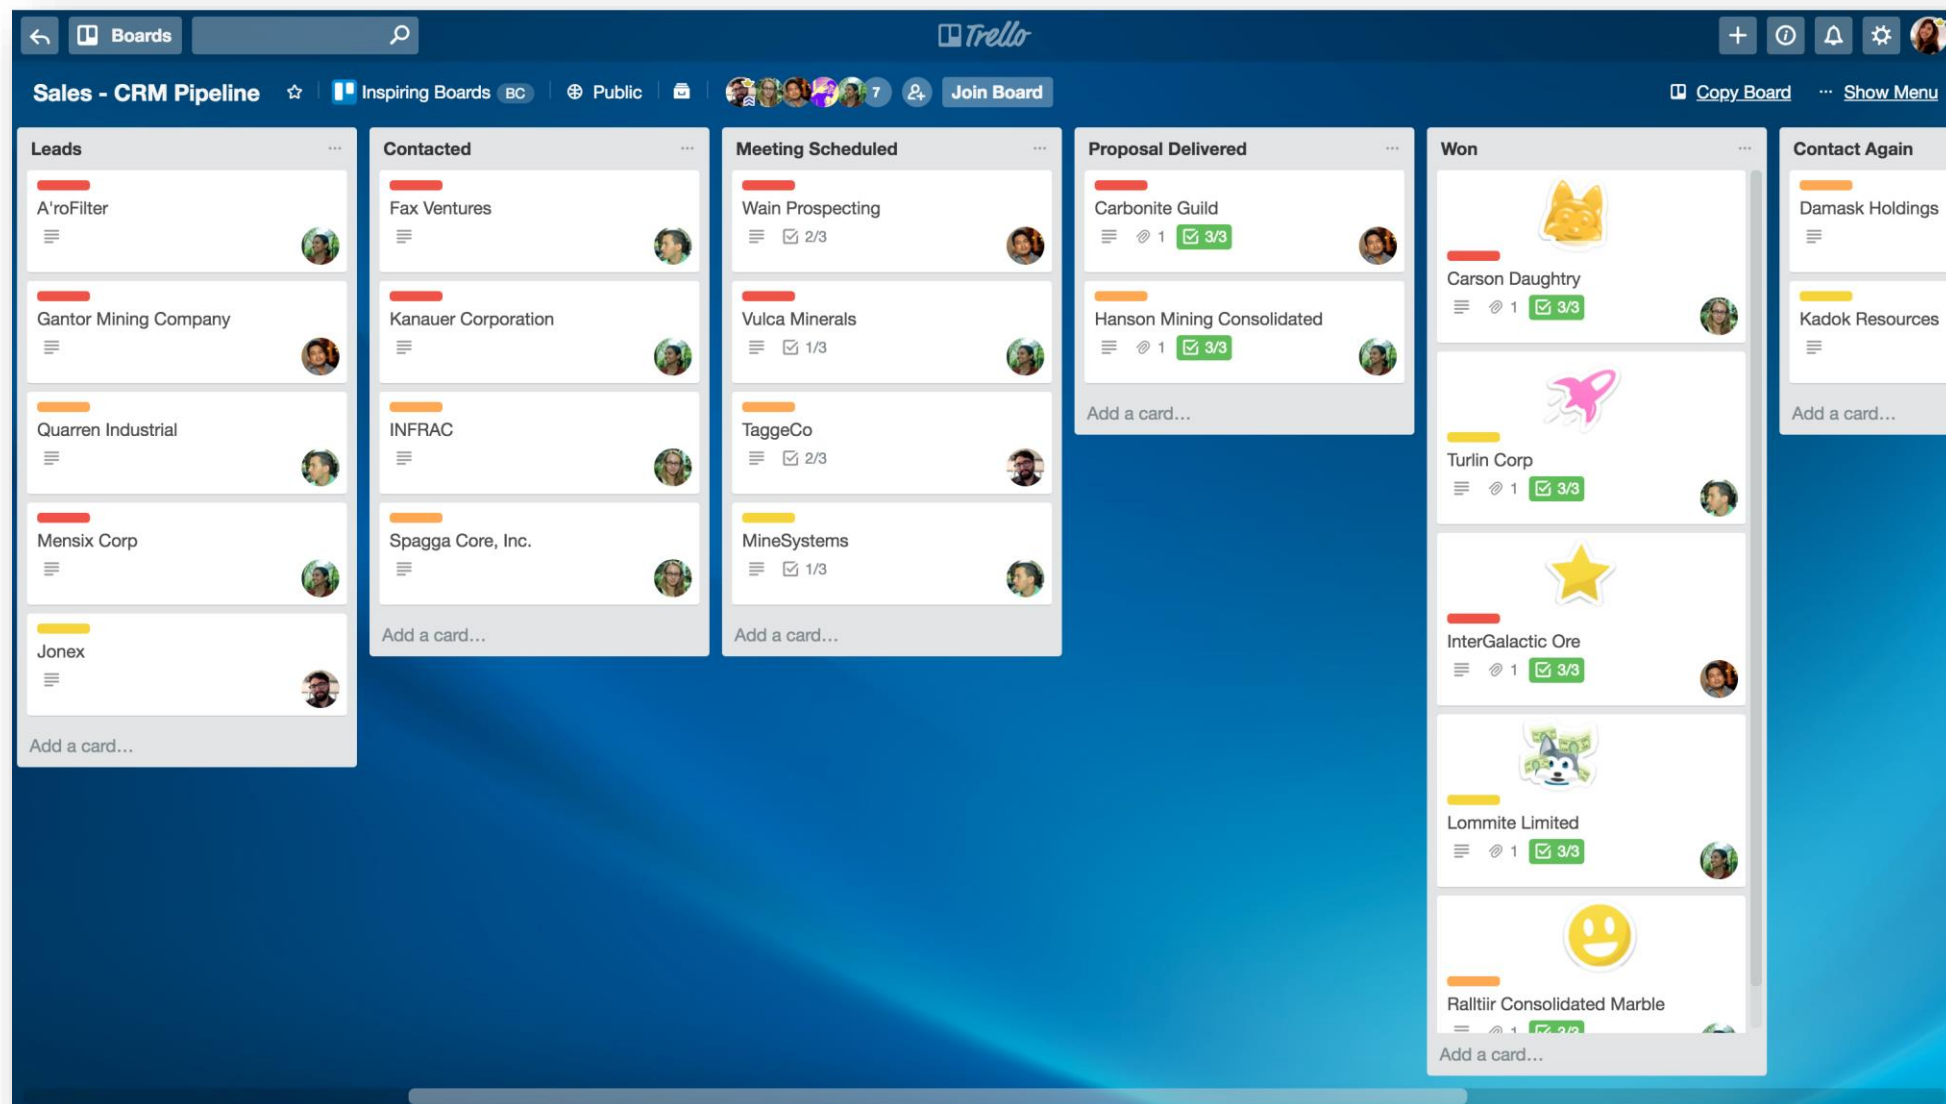 Boards
Trello
Sales - CRM Pipeline
Inspiring Boards BC
Public
7
Join Board
Copy Board
··· Show Menu
Leads ···
A'roFilter
Gantor Mining Company
Quarren Industrial
Mensix Corp
Jonex
Add a card…
Contacted ···
Fax Ventures
Kanauer Corporation
INFRAC
Spagga Core, Inc.
Add a card…
Meeting Scheduled ···
Wain Prospecting
2/3
Vulca Minerals
1/3
TaggeCo
2/3
MineSystems
1/3
Add a card…
Proposal Delivered ···
Carbonite Guild
1 3/3
Hanson Mining Consolidated
1 3/3
Add a card…
Won ···
Carson Daughtry
1 3/3
Turlin Corp
1 3/3
InterGalactic Ore
1 3/3
Lommite Limited
1 3/3
Ralltiir Consolidated Marble
1 3/3
Add a card…
Contact Again
Damask Holdings
Kadok Resources
Add a card…